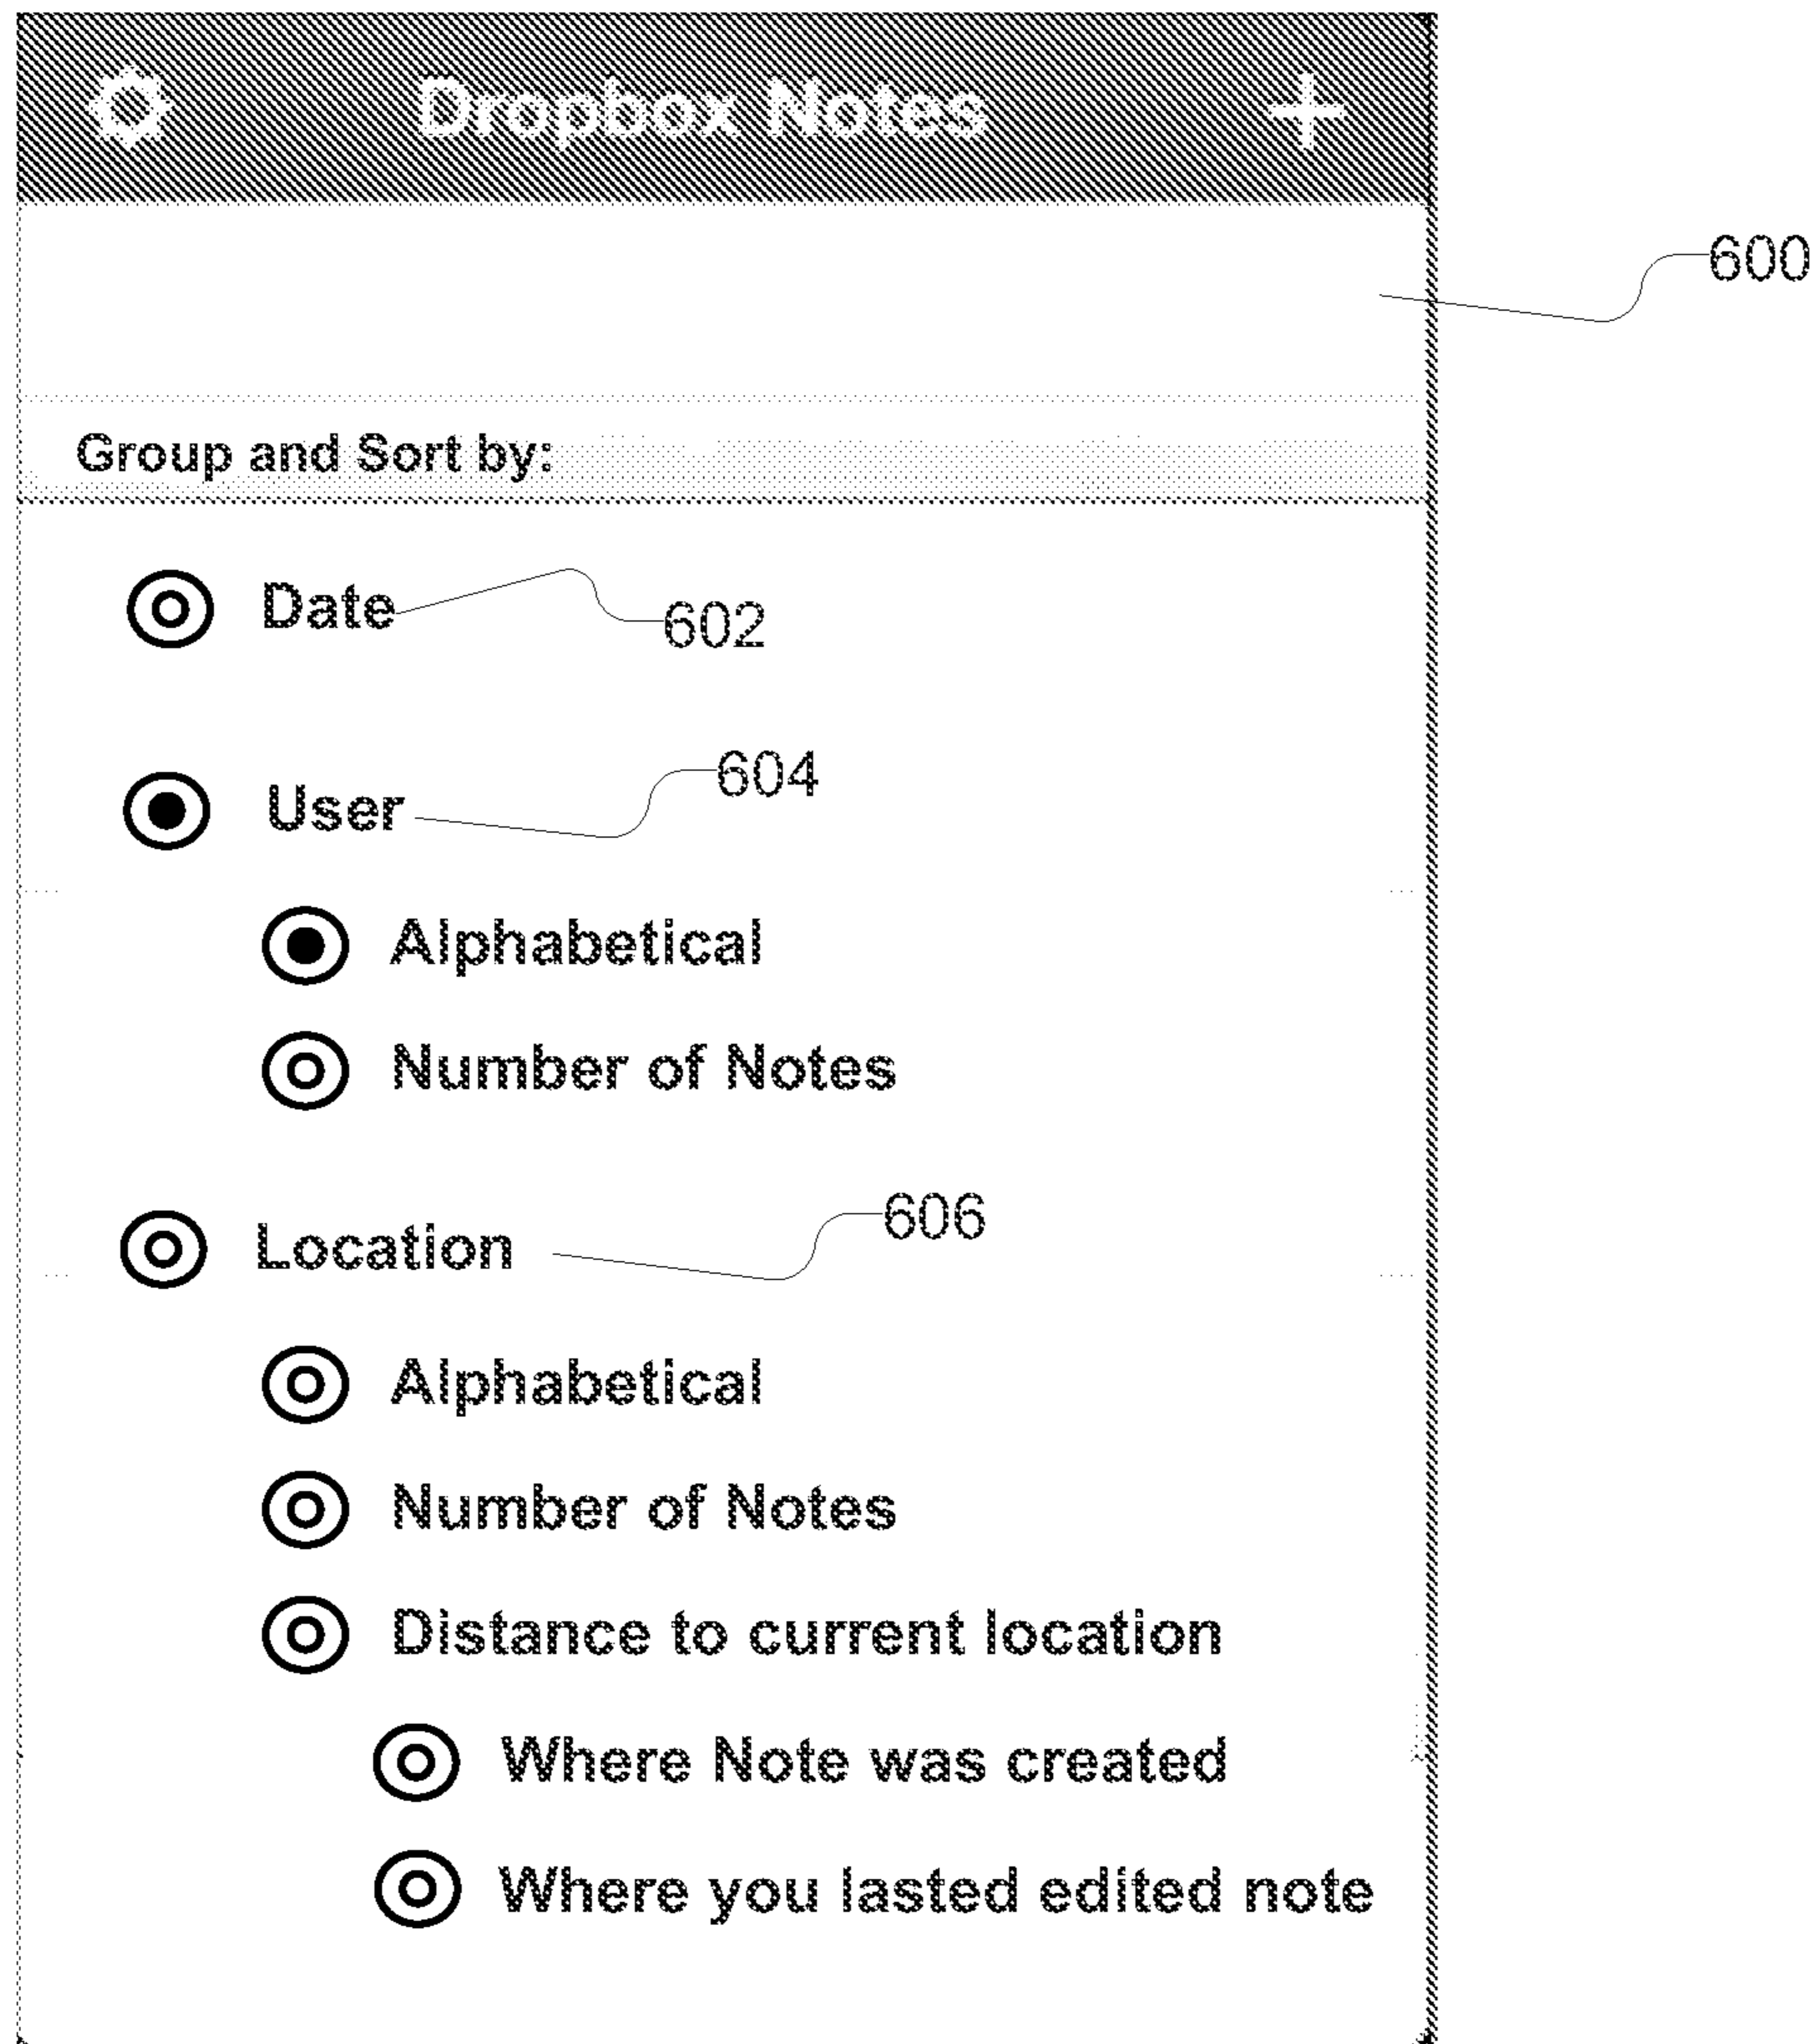 Dropbox Notes
600
Group and Sort by:
Date
602
User
604
Alphabetical
Number of Notes
Location
606
Alphabetical
Number of Notes
Distance to current location
Where Note was created
Where you lasted edited note